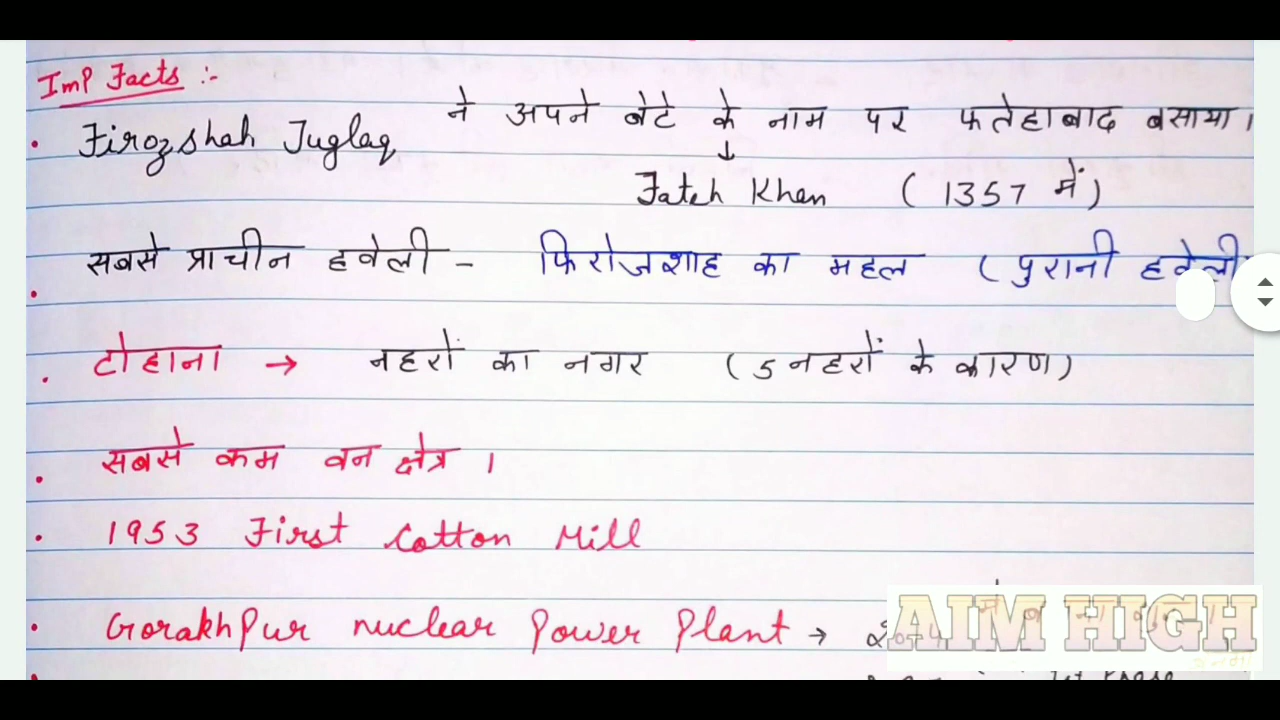 Imp Facts :-
• Firozshah Tuglaq ने अपने बेटे के नाम पर फतेहाबाद बसाया।
↓
Fateh Khan ( 1357 में )
• सबसे प्राचीन हवेली - फिरोजशाह का महल ( पुरानी हवेली
• टोहाना → नहरों का नगर ( 5 नहरों के कारण )
• सबसे कम वन क्षेत्र ।
• 1953 First Cotton Mill
• Gorakhpur nuclear Power Plant →
AIM HIGH